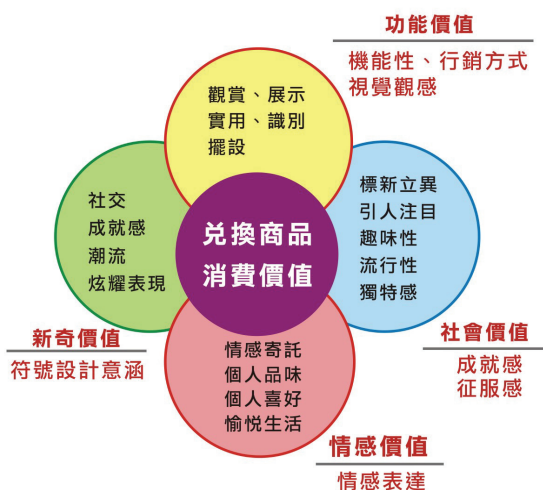 功能價值
機能性、行銷方式
視覺觀感
觀賞、展示
實用、識別
擺設
社交
成就感
潮流
炫耀表現
兑換商品
消費價值
標新立異
引人注目
趣味性
流行性
獨特感
新奇價值
符號設計意涵
社會價值
成就感
征服感
情感寄託
個人品味
個人喜好
愉悅生活
情感價值
情感表達